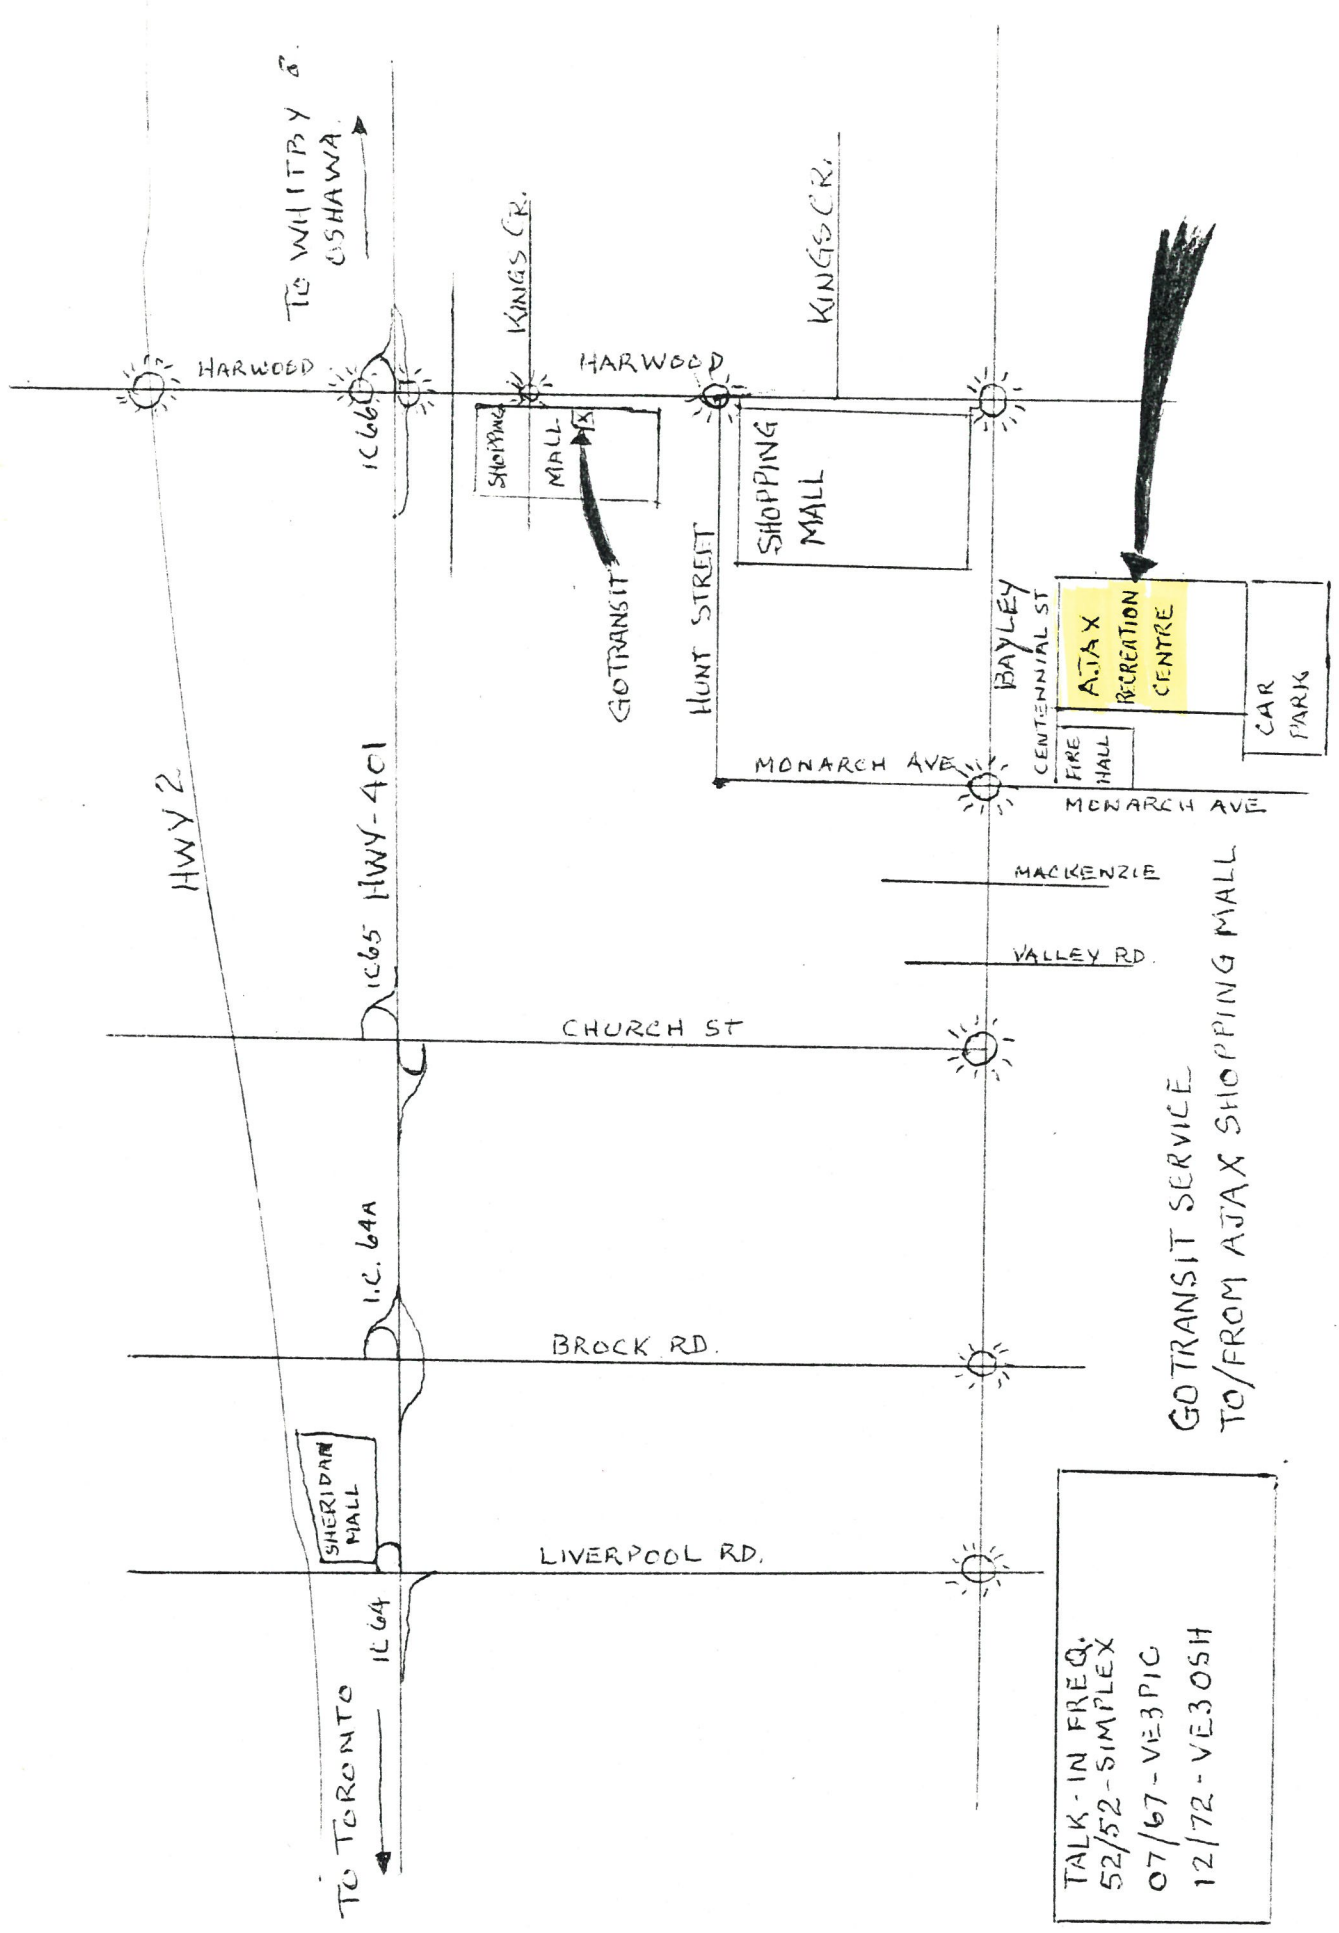 HWY 2
TO WHITBY &
OSHAWA.
HARWOOD
IC66
HWY-401
IC65
I.C. 64A
IC64
SHERIDAN
MALL
TO TORONTO
KINGS CR.
SHOPPING
MALL
X
GOTRANSIT
HARWOOD
HUNT STREET
KINGS CR.
SHOPPING
MALL
MONARCH AVE
CHURCH ST
BROCK RD.
LIVERPOOL RD.
BAYLEY
CENTENNIAL ST
AJAX
RECREATION
CENTRE
FIRE
HALL
CAR
PARK
MONARCH AVE
MACKENZIE
VALLEY RD.
GOTRANSIT SERVICE
TO/FROM AJAX SHOPPING MALL
TALK-IN FREQ.
52/52-SIMPLEX
07/67-VE3PIC
12/72-VE3OSH